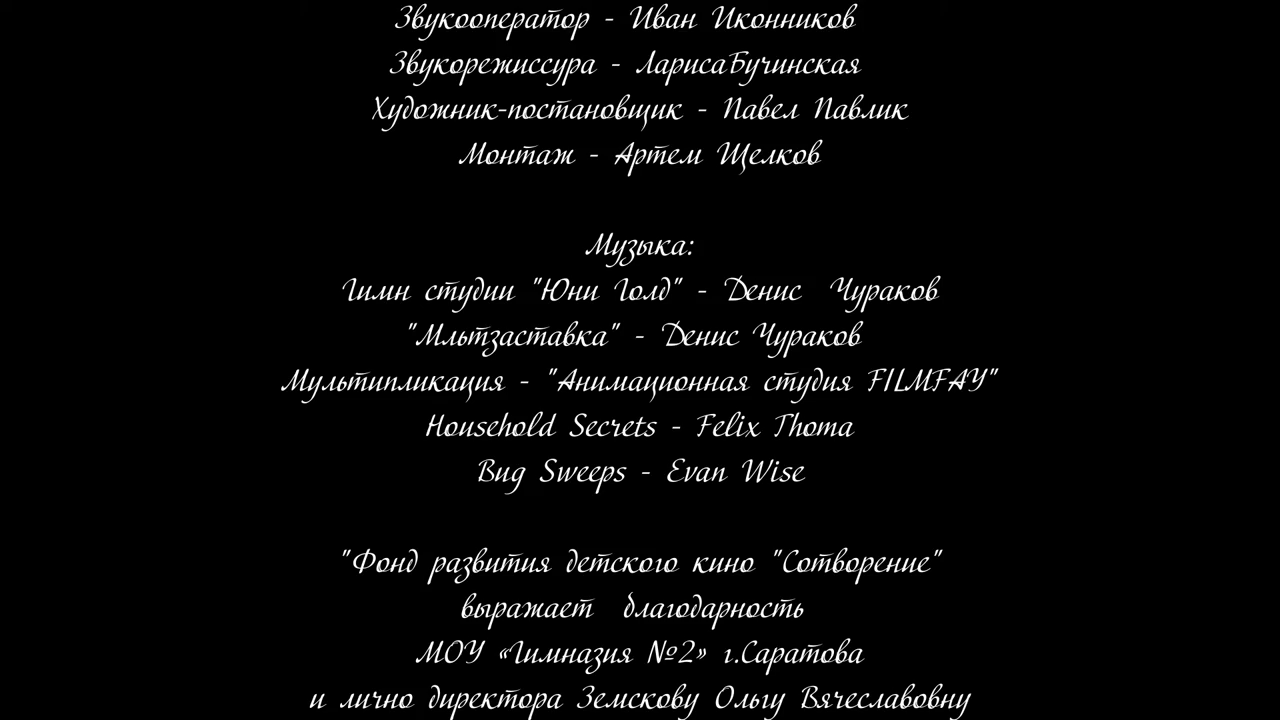 Звукооператор - Иван Иконников
Звукорежиссура - ЛарисаБучинская
Художник-постановщик - Павел Павлик
Монтаж - Артем Щелков
Музыка:
Гимн студии "Юни Голд" - Денис Чураков
"Мльтзаставка" - Денис Чураков
Мультипликация - "Анимационная студия FILMFAY"
Household Secrets - Felix Thoma
Bug Sweeps - Evan Wise
"Фонд развития детского кино "Сотворение"
выражает благодарность
МОУ «Гимназия №2» г.Саратова
и лично директора Земскову Ольгу Вячеславовну